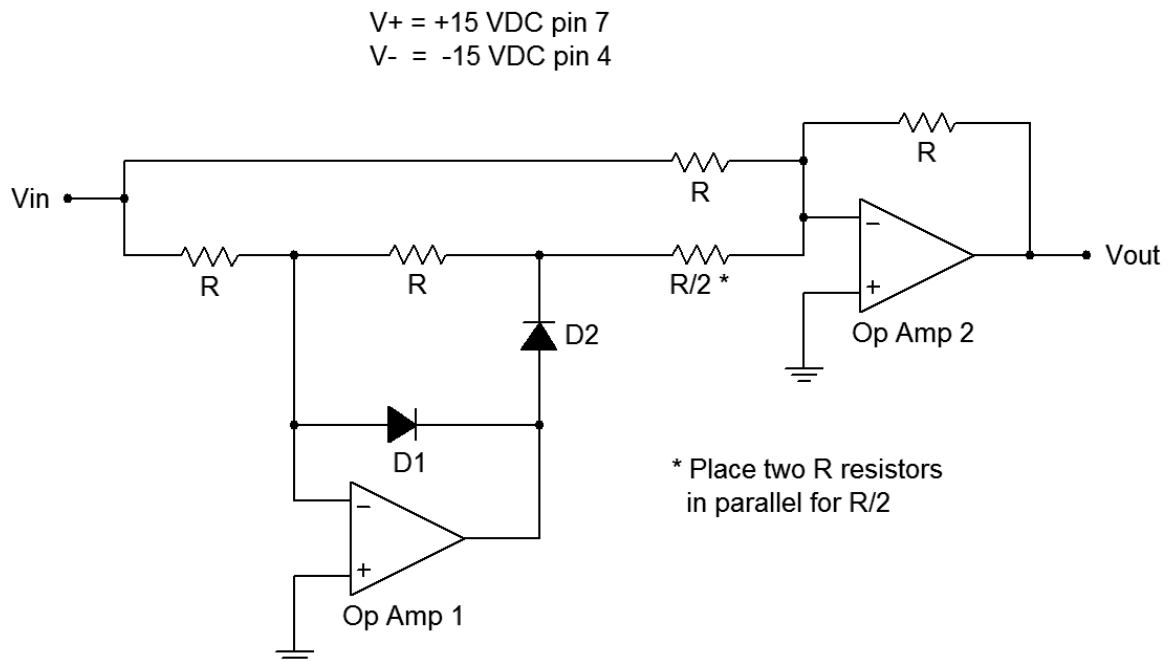 V+ = +15 VDC pin 7
V- = -15 VDC pin 4
R
R
Vin
R
R
R/2 *
Vout
D2
Op Amp 2
D1
* Place two R resistors
in parallel for R/2
Op Amp 1